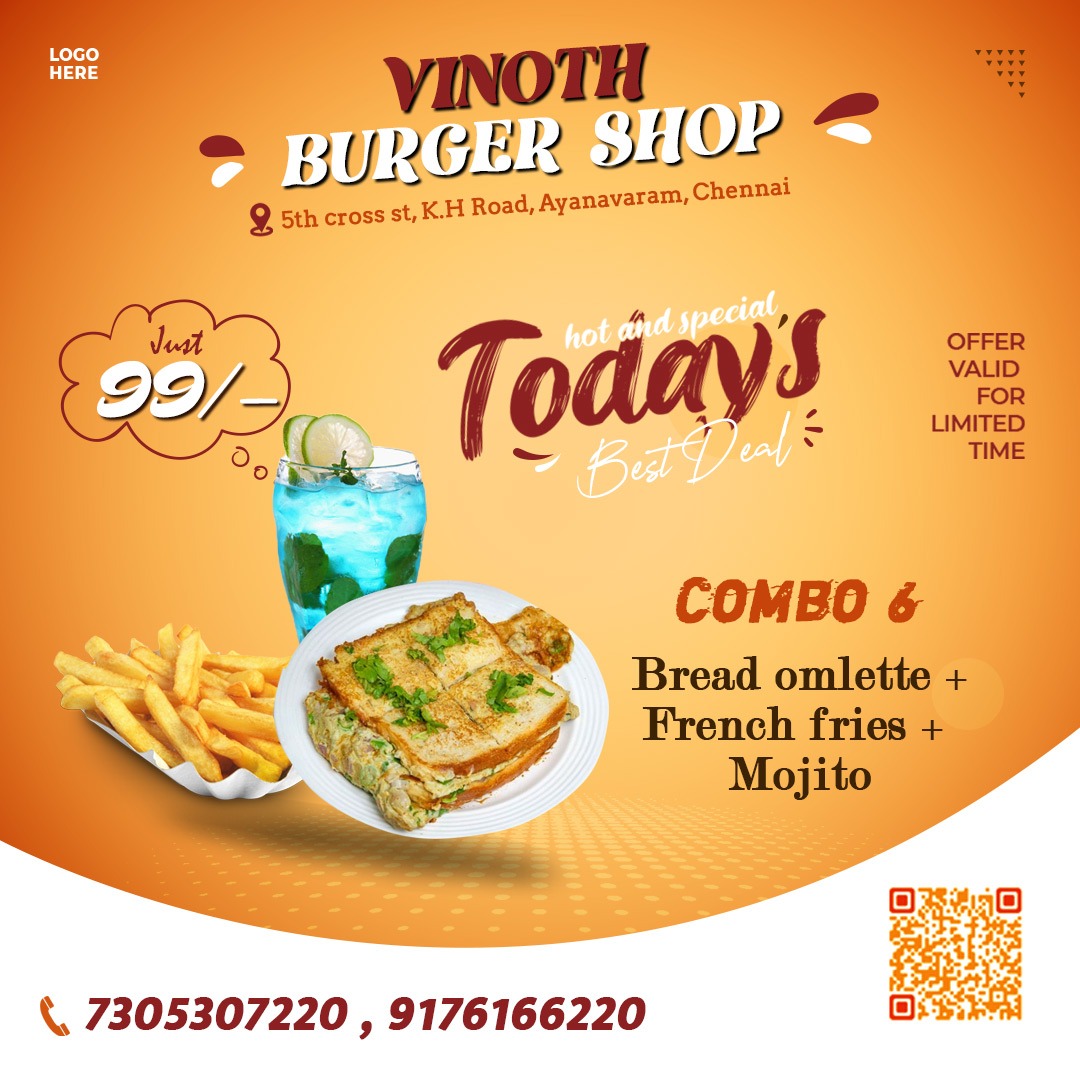 LOGO
HERE
VINOTH
BURGER SHOP
5th cross st, K.H Road, Ayanavaram, Chennai
Just
99/-
hot and special
Today's
Best Deal
OFFER
VALID
FOR
LIMITED
TIME
COMBO 6
Bread omlette +
French fries +
Mojito
7305307220 , 9176166220